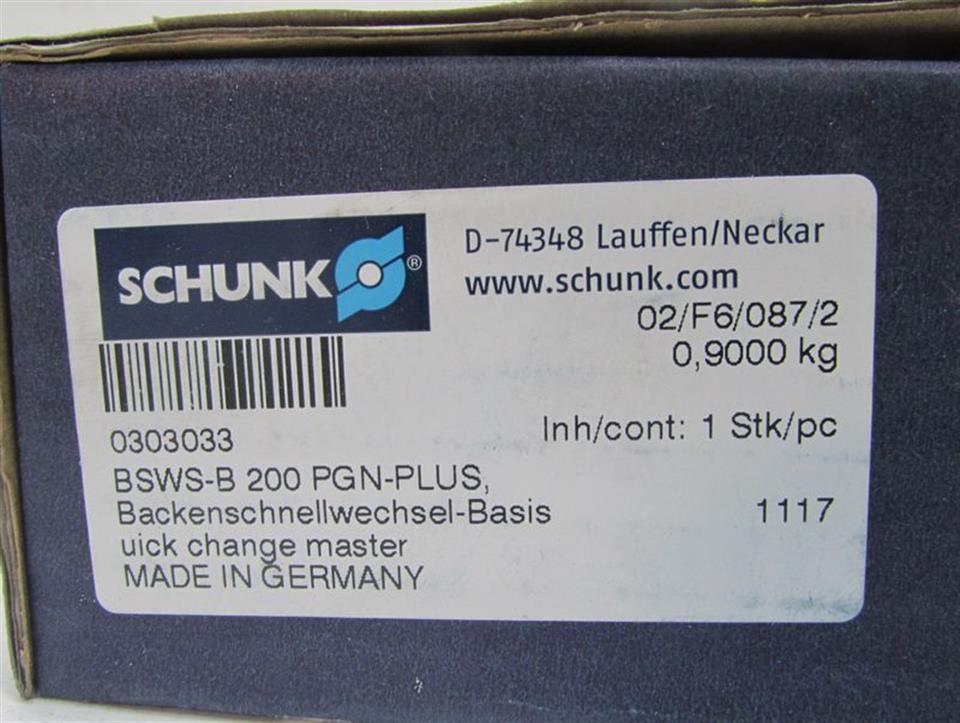 SCHUNK ®
D-74348 Lauffen/Neckar
www.schunk.com
02/F6/087/2
0,9000 kg
0303033
Inh/cont: 1 Stk/pc
BSWS-B 200 PGN-PLUS,
Backenschnellwechsel-Basis 1117
uick change master
MADE IN GERMANY